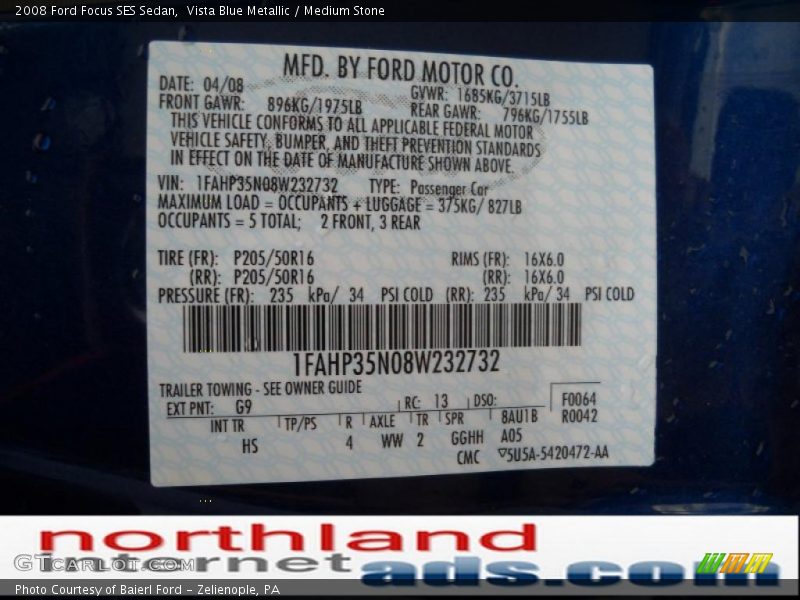 2008 Ford Focus SES Sedan,  Vista Blue Metallic / Medium Stone
MFD. BY FORD MOTOR CO.
DATE: 04/08 GVWR: 1685KG/3715LB
FRONT GAWR: 896KG/1975LB REAR GAWR: 796KG/1755LB
THIS VEHICLE CONFORMS TO ALL APPLICABLE FEDERAL MOTOR
VEHICLE SAFETY, BUMPER, AND THEFT PREVENTION STANDARDS
IN EFFECT ON THE DATE OF MANUFACTURE SHOWN ABOVE.
VIN: 1FAHP35N08W232732 TYPE: Passenger Car
MAXIMUM LOAD = OCCUPANTS + LUGGAGE = 375KG/ 827LB
OCCUPANTS = 5 TOTAL; 2 FRONT, 3 REAR
TIRE (FR): P205/50R16 RIMS (FR): 16X6.0
(RR): P205/50R16 (RR): 16X6.0
PRESSURE (FR): 235 kPa/ 34 PSI COLD (RR): 235 kPa/ 34 PSI COLD
1FAHP35N08W232732
TRAILER TOWING - SEE OWNER GUIDE
EXT PNT: G9 RC: 13 DSO: F0064
INT TR TP/PS R AXLE TR SPR 8AU1B R0042
HS 4 WW 2 GGHH A05
CMC 5U5A-5420472-AA
northland
internet
ads.com
GTCARLOT.COM
Photo Courtesy of Baierl Ford - Zelienople, PA